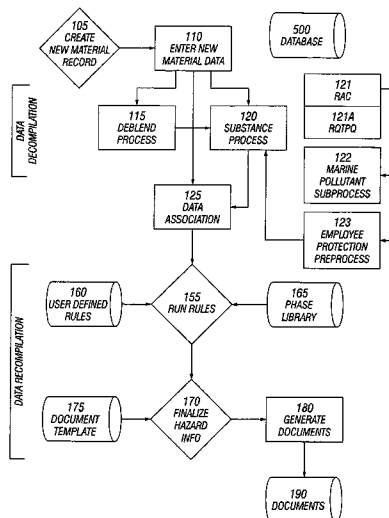 105
CREATE
NEW MATERIAL
RECORD
110
ENTER NEW
MATERIAL DATA
500
DATABASE
DATA
DECOMPILATION
115
DEBLEND
PROCESS
120
SUBSTANCE
PROCESS
121
RAC
121A
RQTPQ
122
MARINE
POLLUTANT
SUBPROCESS
123
EMPLOYEE
PROTECTION
PREPROCESS
125
DATA
ASSOCIATION
DATA RECOMPILATION
160
USER DEFINED
RULES
155
RUN RULES
165
PHASE
LIBRARY
175
DOCUMENT
TEMPLATE
170
FINALIZE
HAZARD
INFO
180
GENERATE
DOCUMENTS
190
DOCUMENTS